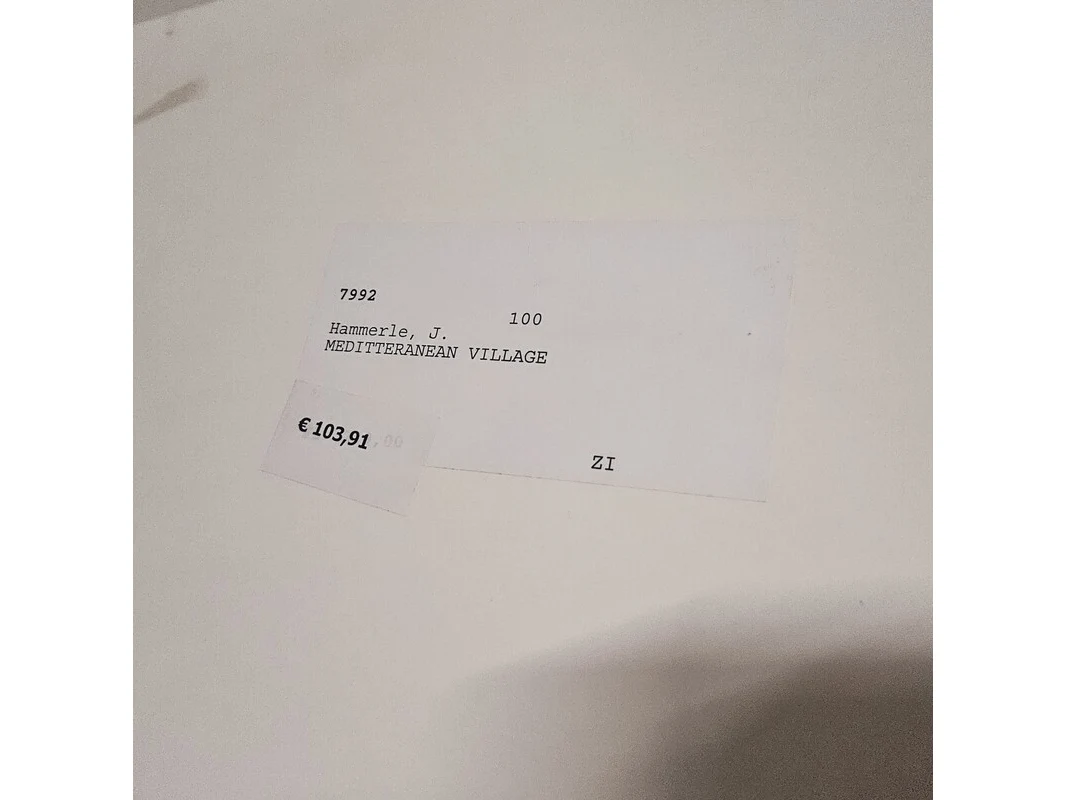 7992
100
Hammerle, J.
MEDITTERANEAN VILLAGE
€ 103,91
ZI